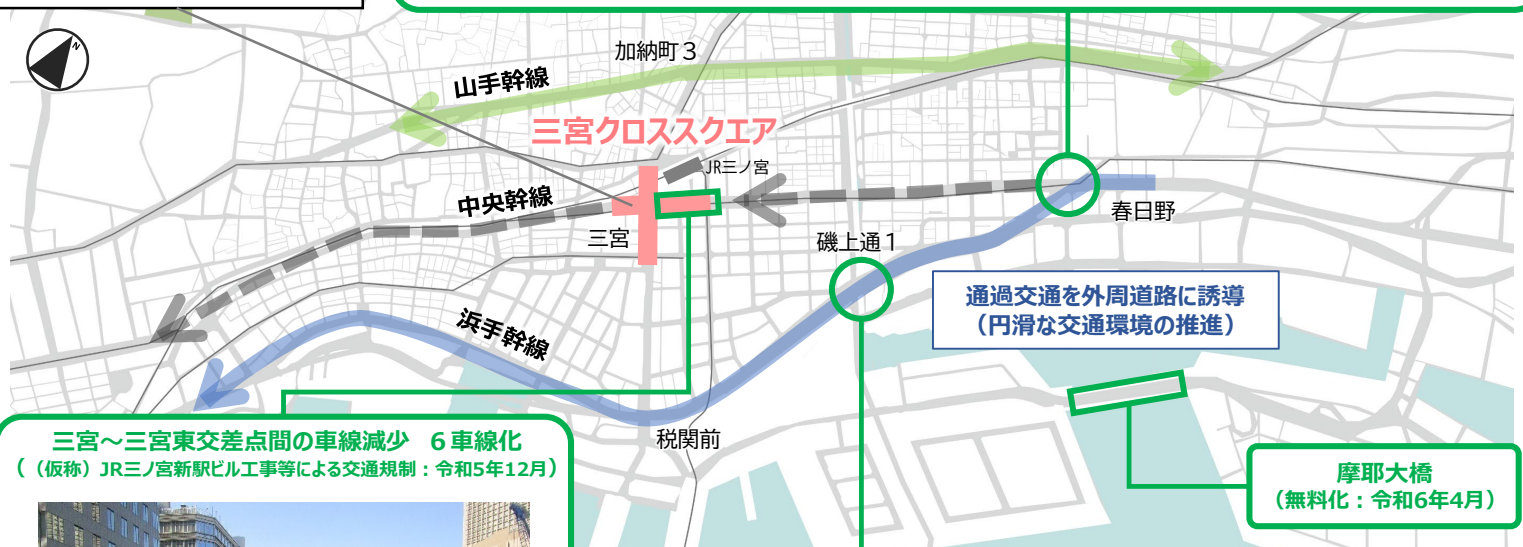 N
加納町３
山手幹線
三宮クロススクエア
JR三ノ宮
中央幹線
三宮
春日野
磯上通１
通過交通を外周道路に誘導
（円滑な交通環境の推進）
浜手幹線
税関前
三宮～三宮東交差点間の車線減少　６車線化
（（仮称）JR三ノ宮新駅ビル工事等による交通規制：令和5年12月）
摩耶大橋
（無料化：令和6年4月）